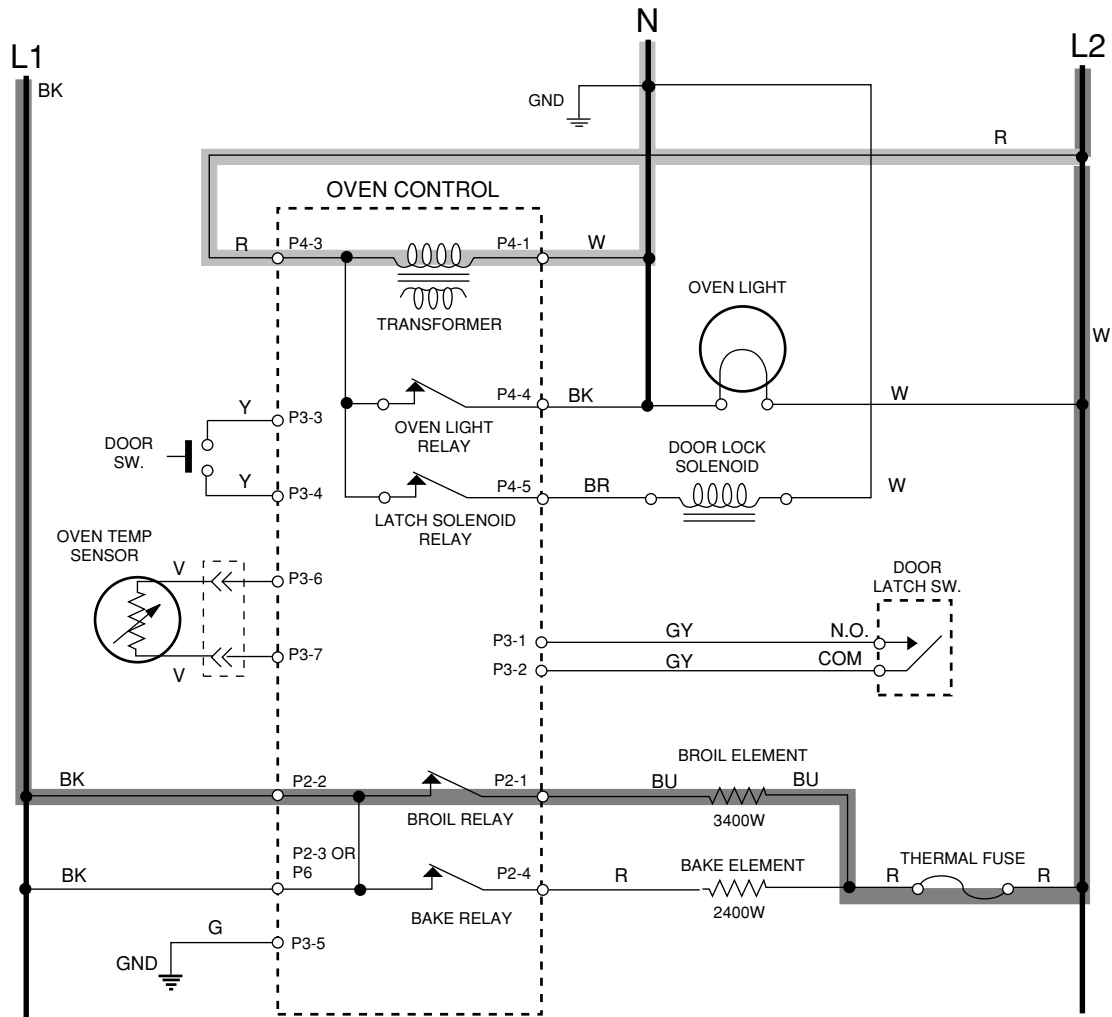 N
L1
L2
BK
GND
R
OVEN CONTROL
R
P4-3
P4-1
W
OVEN LIGHT
TRANSFORMER
W
P4-4
BK
W
Y
P3-3
OVEN LIGHT
RELAY
DOOR
SW.
DOOR LOCK
SOLENOID
Y
P3-4
P4-5
BR
W
LATCH SOLENOID
RELAY
OVEN TEMP
SENSOR
V
P3-6
DOOR
LATCH SW.
P3-1
GY
N.O.
P3-7
P3-2
GY
COM
V
BROIL ELEMENT
BK
P2-2
P2-1
BU
BU
BROIL RELAY
3400W
P2-3 OR
P6
BAKE ELEMENT
THERMAL FUSE
BK
P2-4
R
R
R
BAKE RELAY
2400W
G
P3-5
GND